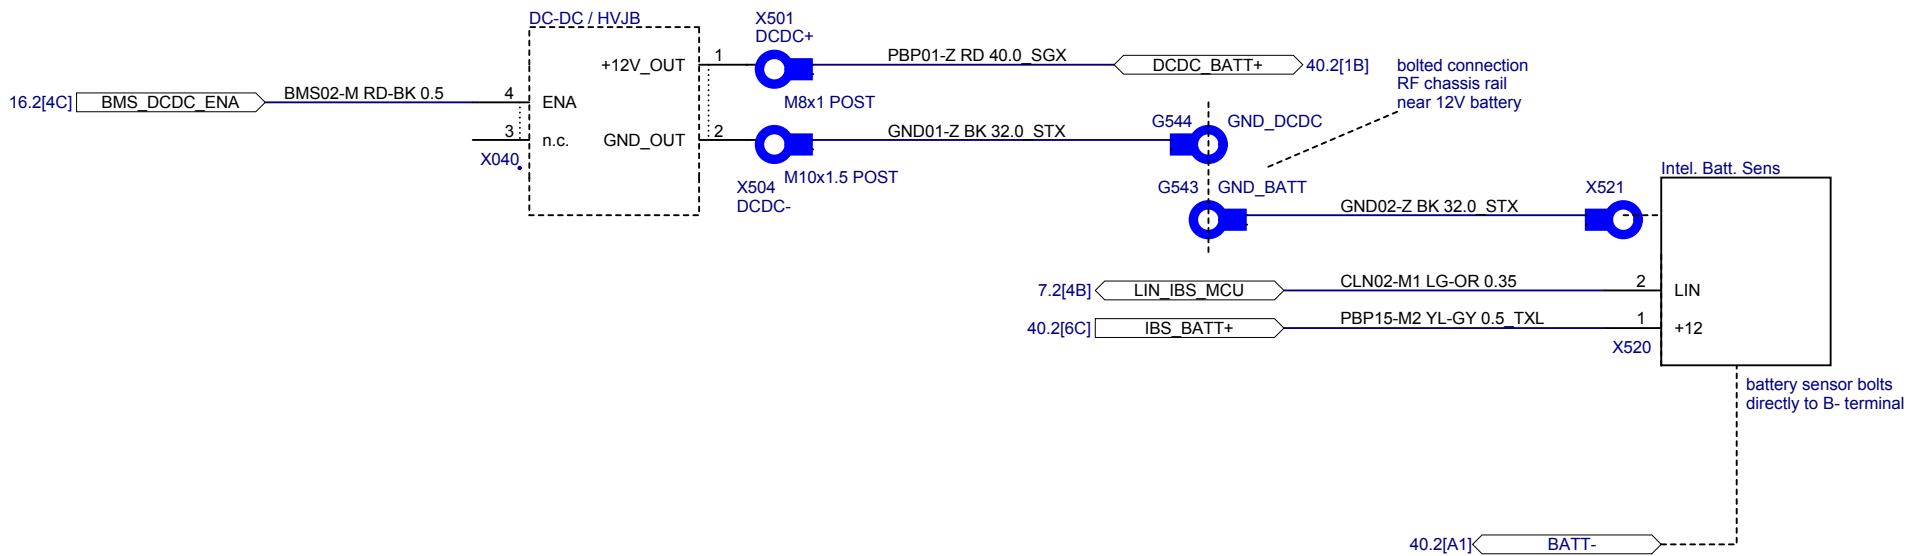 DC-DC / HVJB
X501
DCDC+
+12V_OUT
1
PBP01-Z RD 40.0_SGX
DCDC_BATT+
40.2[1B]
M8x1 POST
16.2[4C]
BMS_DCDC_ENA
BMS02-M RD-BK 0.5
4
ENA
3
n.c.
X040
GND_OUT
2
GND01-Z BK 32.0_STX
M10x1.5 POST
X504
DCDC-
bolted connection
RF chassis rail
near 12V battery
G544
GND_DCDC
G543
GND_BATT
GND02-Z BK 32.0_STX
X521
Intel. Batt. Sens
7.2[4B]
LIN_IBS_MCU
CLN02-M1 LG-OR 0.35
2
LIN
40.2[6C]
IBS_BATT+
PBP15-M2 YL-GY 0.5_TXL
1
+12
X520
battery sensor bolts
directly to B- terminal
40.2[A1]
BATT-